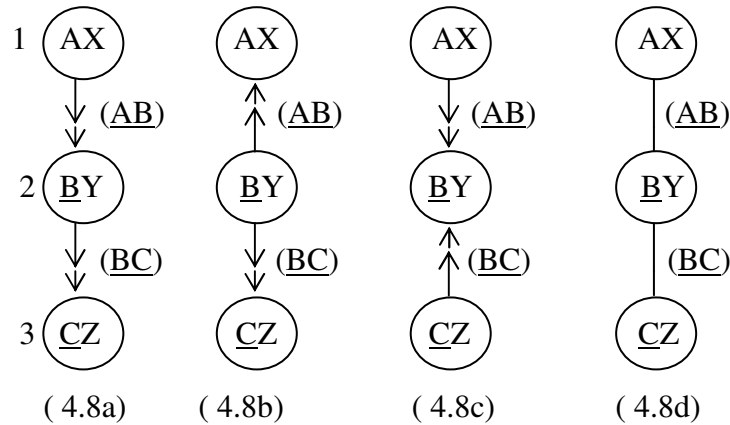 1 AX AX AX AX
(AB) (AB) (AB) (AB)
2 BY BY BY BY
(BC) (BC) (BC) (BC)
3 CZ CZ CZ CZ
( 4.8a) ( 4.8b) ( 4.8c) ( 4.8d)